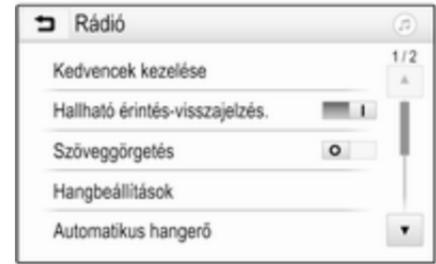 Rádió
1/2
Kedvencek kezelése
Hallható érintés-visszajelzés.
Szöveggörgetés
Hangbeállítások
Automatikus hangerő